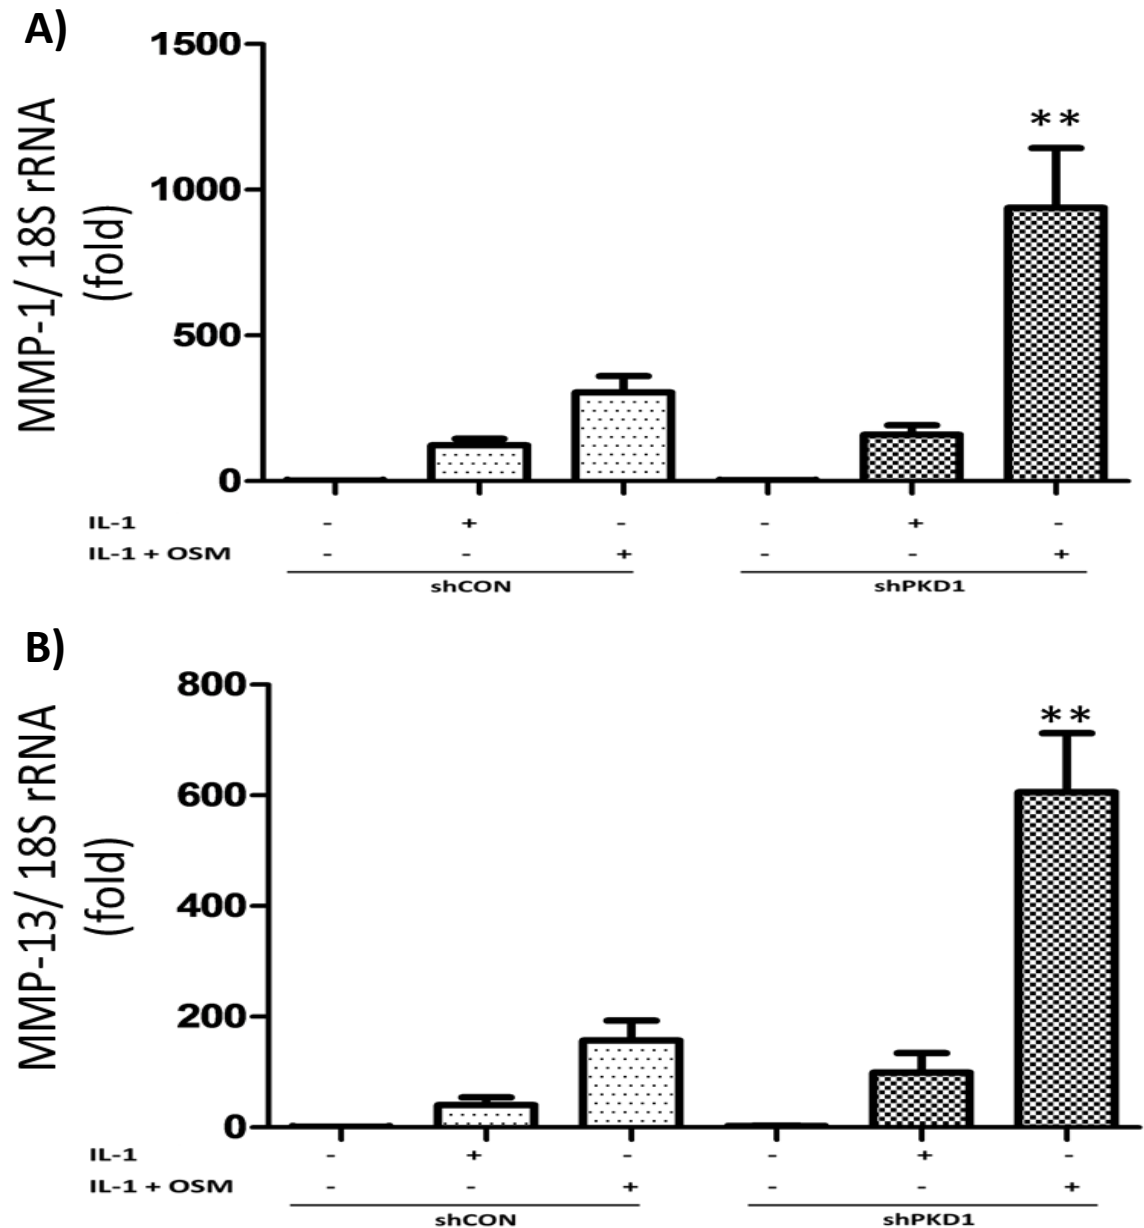 A)
MMP-1/ 18S rRNA
(fold)
1500
1000
500
0
**
IL-1 - + - - + -
IL-1 + OSM - - + - - +
shCON shPKD1
B)
MMP-13/ 18S rRNA
(fold)
800
600
400
200
0
**
IL-1 - + - - + -
IL-1 + OSM - - + - - +
shCON shPKD1